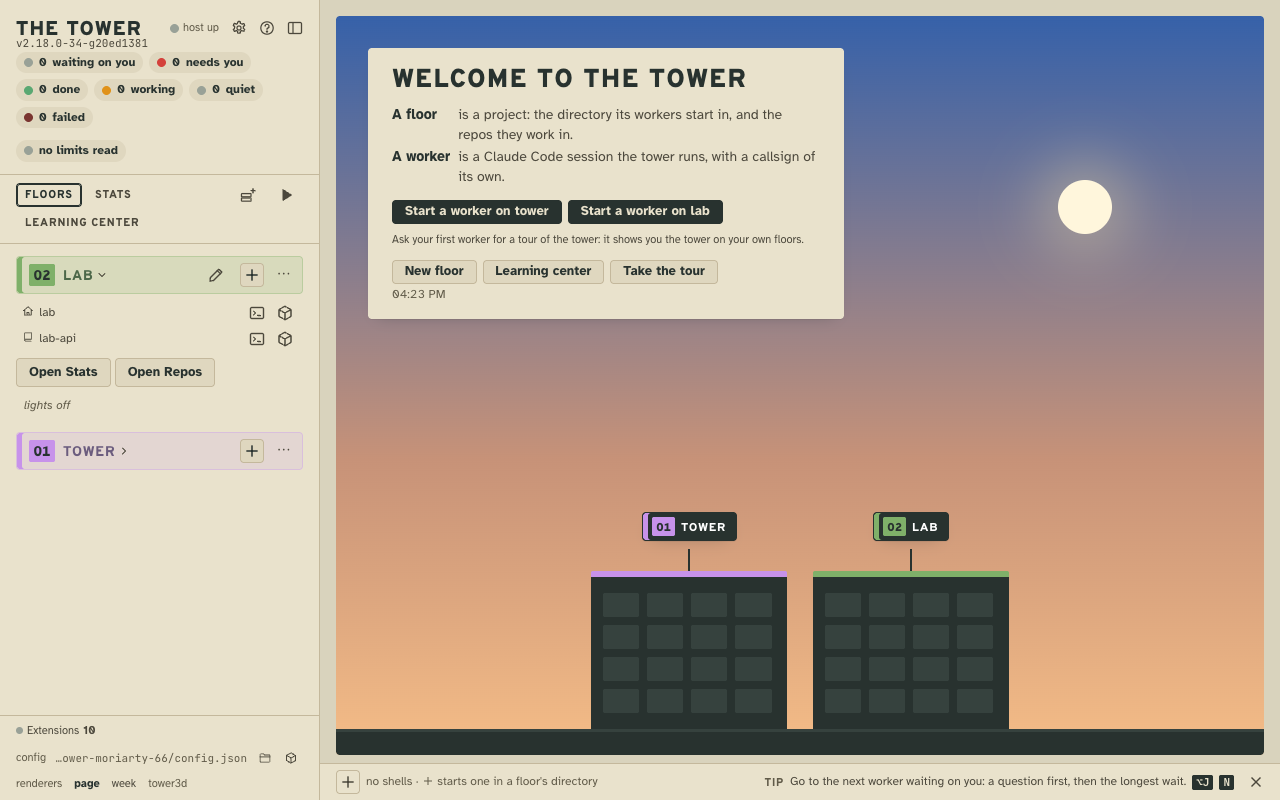 THE TOWER
host up
v2.18.0-34-g20ed1381
0 waiting on you
0 needs you
0 done
0 working
0 quiet
0 failed
no limits read
FLOORS
STATS
LEARNING CENTER
02 LAB
lab
lab-api
Open Stats
Open Repos
lights off
01 TOWER
Extensions 10
config …ower-moriarty-66/config.json
renderers page week tower3d
WELCOME TO THE TOWER
A floor is a project: the directory its workers start in, and the
repos they work in.
A worker is a Claude Code session the tower runs, with a callsign of
its own.
Start a worker on tower
Start a worker on lab
Ask your first worker for a tour of the tower: it shows you the tower on your own floors.
New floor
Learning center
Take the tour
04:23 PM
01 TOWER
02 LAB
no shells · + starts one in a floor's directory
TIP Go to the next worker waiting on you: a question first, then the longest wait. ⌥J N